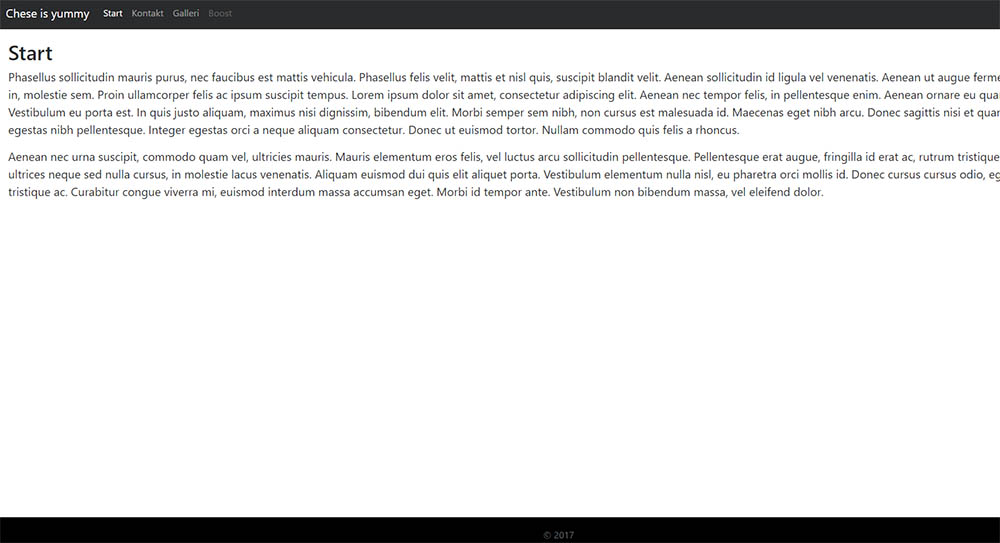 Chese is yummy Start Kontakt Galleri Boost
Start
Phasellus sollicitudin mauris purus, nec faucibus est mattis vehicula. Phasellus felis velit, mattis et nisl quis, suscipit blandit velit. Aenean sollicitudin id ligula vel venenatis. Aenean ut augue ferme
in, molestie sem. Proin ullamcorper felis ac ipsum suscipit tempus. Lorem ipsum dolor sit amet, consectetur adipiscing elit. Aenean nec tempor felis, in pellentesque enim. Aenean ornare eu qua
Vestibulum eu porta est. In quis justo aliquam, maximus nisi dignissim, bibendum elit. Morbi semper sem nibh, non cursus est malesuada id. Maecenas eget nibh arcu. Donec sagittis nisi et qua
egestas nibh pellentesque. Integer egestas orci a neque aliquam consectetur. Donec ut euismod tortor. Nullam commodo quis felis a rhoncus.
Aenean nec urna suscipit, commodo quam vel, ultricies mauris. Mauris elementum eros felis, vel luctus arcu sollicitudin pellentesque. Pellentesque erat augue, fringilla id erat ac, rutrum tristique
ultrices neque sed nulla cursus, in molestie lacus venenatis. Aliquam euismod dui quis elit aliquet porta. Vestibulum elementum nulla nisl, eu pharetra orci mollis id. Donec cursus cursus odio, eg
tristique ac. Curabitur congue viverra mi, euismod interdum massa accumsan eget. Morbi id tempor ante. Vestibulum non bibendum massa, vel eleifend dolor.
© 2017